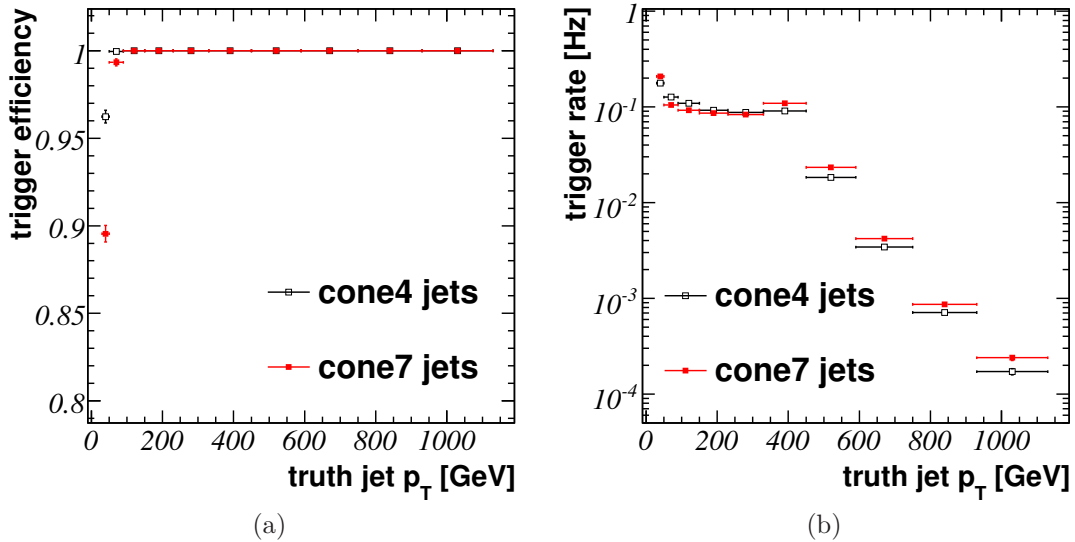 trigger efficiency
1
0.95
0.9
0.85
0.8
cone4 jets
cone7 jets
0 200 400 600 800 1000
truth jet p_T [GeV]
(a)
trigger rate [Hz]
1
10^-1
10^-2
10^-3
10^-4
cone4 jets
cone7 jets
0 200 400 600 800 1000
truth jet p_T [GeV]
(b)